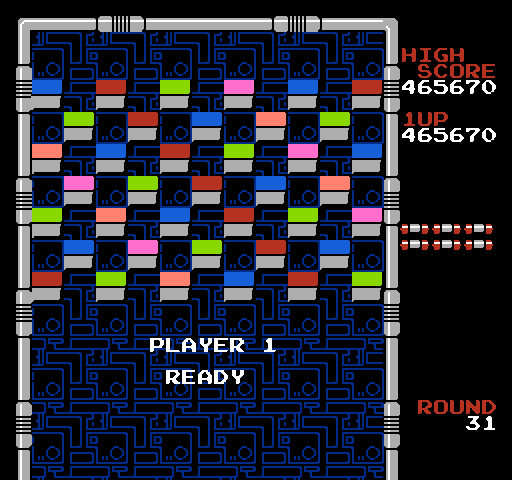 HIGH
SCORE
465670
1UP
465670
PLAYER 1
READY
ROUND
31